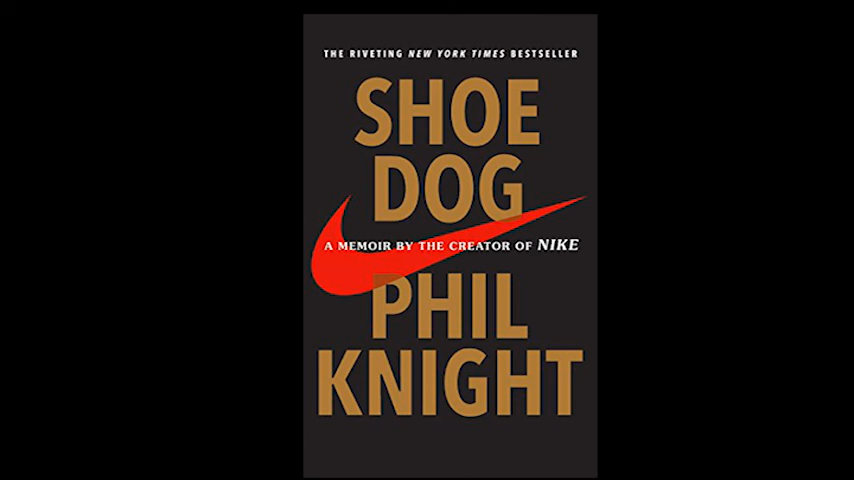 THE RIVETING NEW YORK TIMES BESTSELLER
SHOE
DOG
A MEMOIR BY THE CREATOR OF NIKE
PHIL
KNIGHT